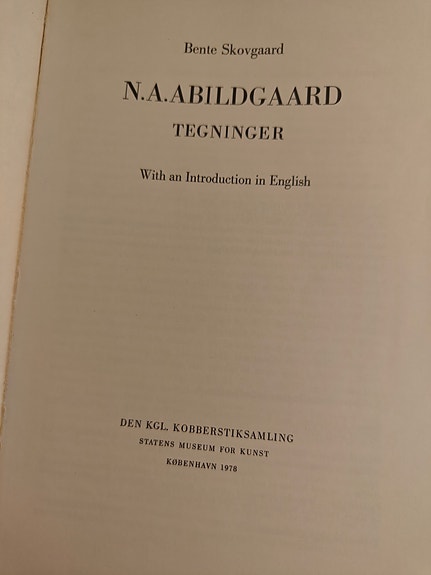 Bente Skovgaard
N.A.ABILDGAARD
TEGNINGER
With an Introduction in English
DEN KGL. KOBBERSTIKSAMLING
STATENS MUSEUM FOR KUNST
KØBENHAVN 1978